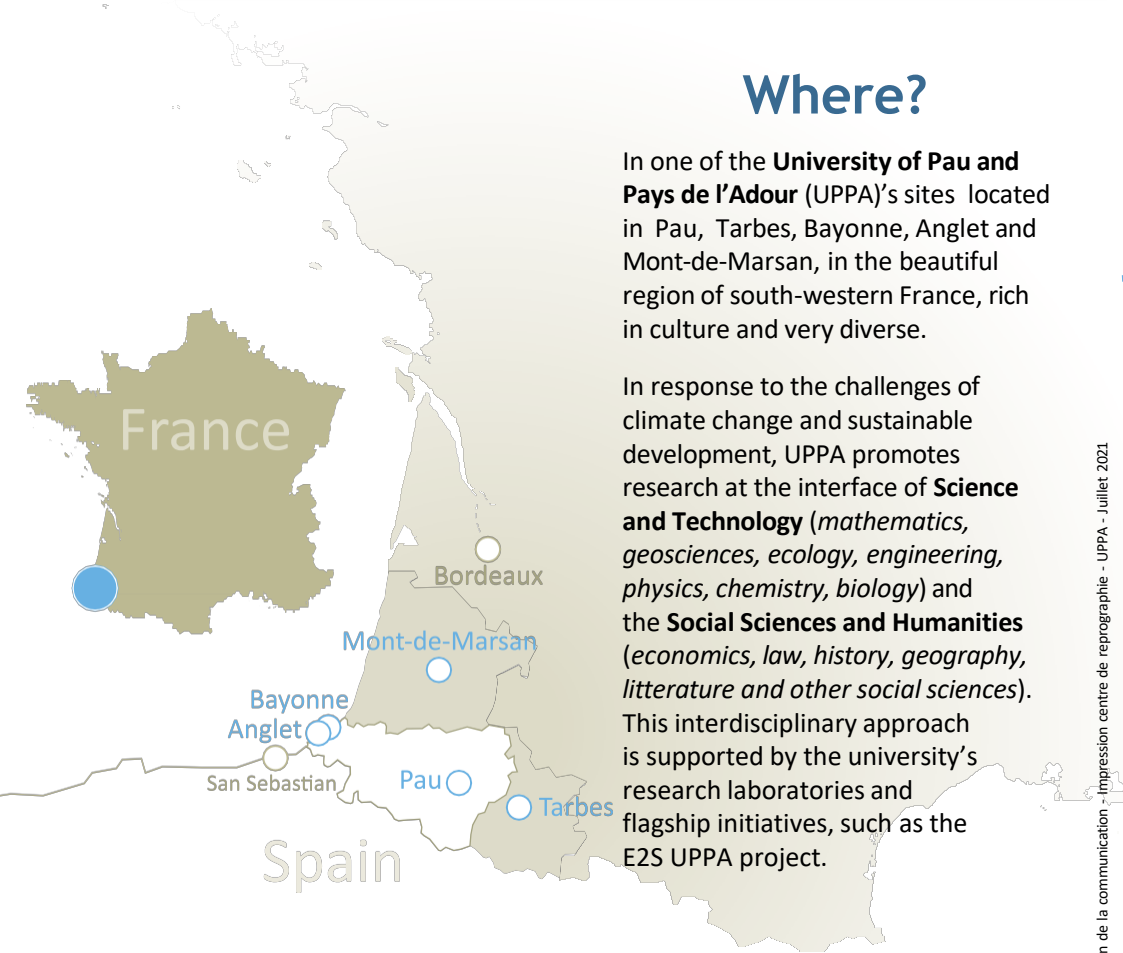 Where?
In one of the University of Pau and
Pays de l’Adour (UPPA)’s sites located
in Pau, Tarbes, Bayonne, Anglet and
Mont-de-Marsan, in the beautiful
region of south-western France, rich
in culture and very diverse.
In response to the challenges of
climate change and sustainable
development, UPPA promotes
research at the interface of Science
and Technology (mathematics,
geosciences, ecology, engineering,
physics, chemistry, biology) and
the Social Sciences and Humanities
(economics, law, history, geography,
litterature and other social sciences).
This interdisciplinary approach
is supported by the university’s
research laboratories and
flagship initiatives, such as the
E2S UPPA project.
France
Bordeaux
Mont-de-Marsan
Bayonne
Anglet
San Sebastian
Pau
Tarbes
Spain
n de la communication - Impression centre de reprographie - UPPA - Juillet 2021